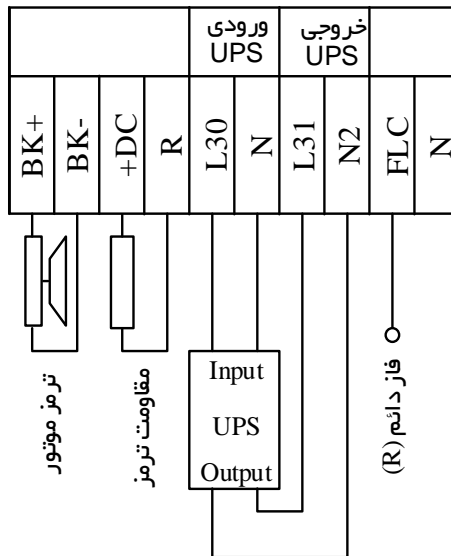 ورودی
UPS
خروجی
UPS
BK+
BK-
+DC
R
L30
N
L31
N2
FLC
N
Input
UPS
Output
ترمز موتور
مقاومت ترمز
فاز دائم (R)